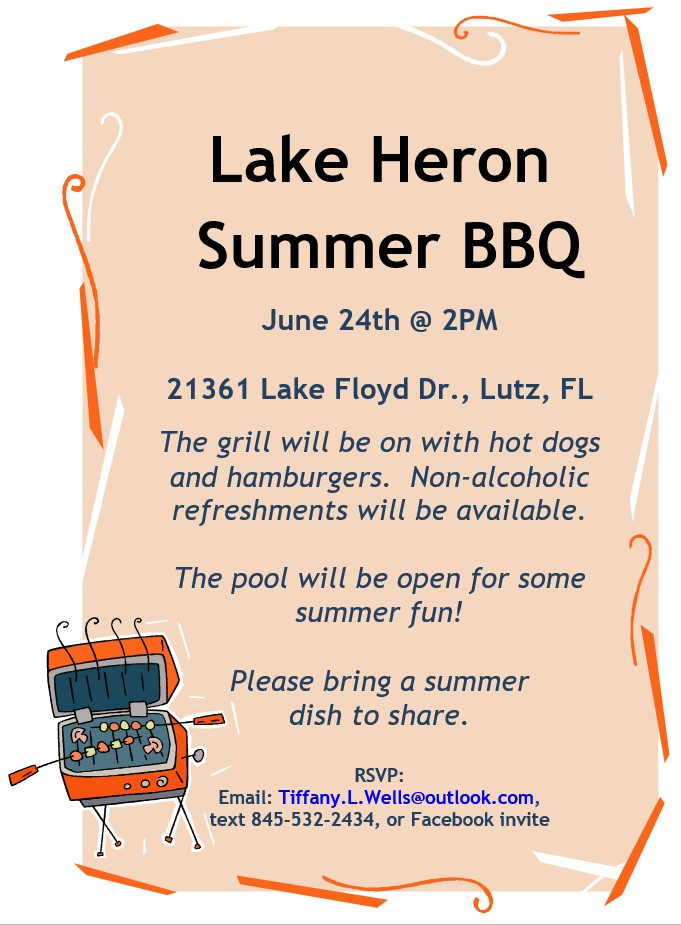 Lake Heron
Summer BBQ
June 24th @ 2PM
21361 Lake Floyd Dr., Lutz, FL
The grill will be on with hot dogs
and hamburgers.  Non-alcoholic
refreshments will be available.
The pool will be open for some
summer fun!
Please bring a summer
dish to share.
RSVP:
Email: Tiffany.L.Wells@outlook.com,
text 845-532-2434, or Facebook invite